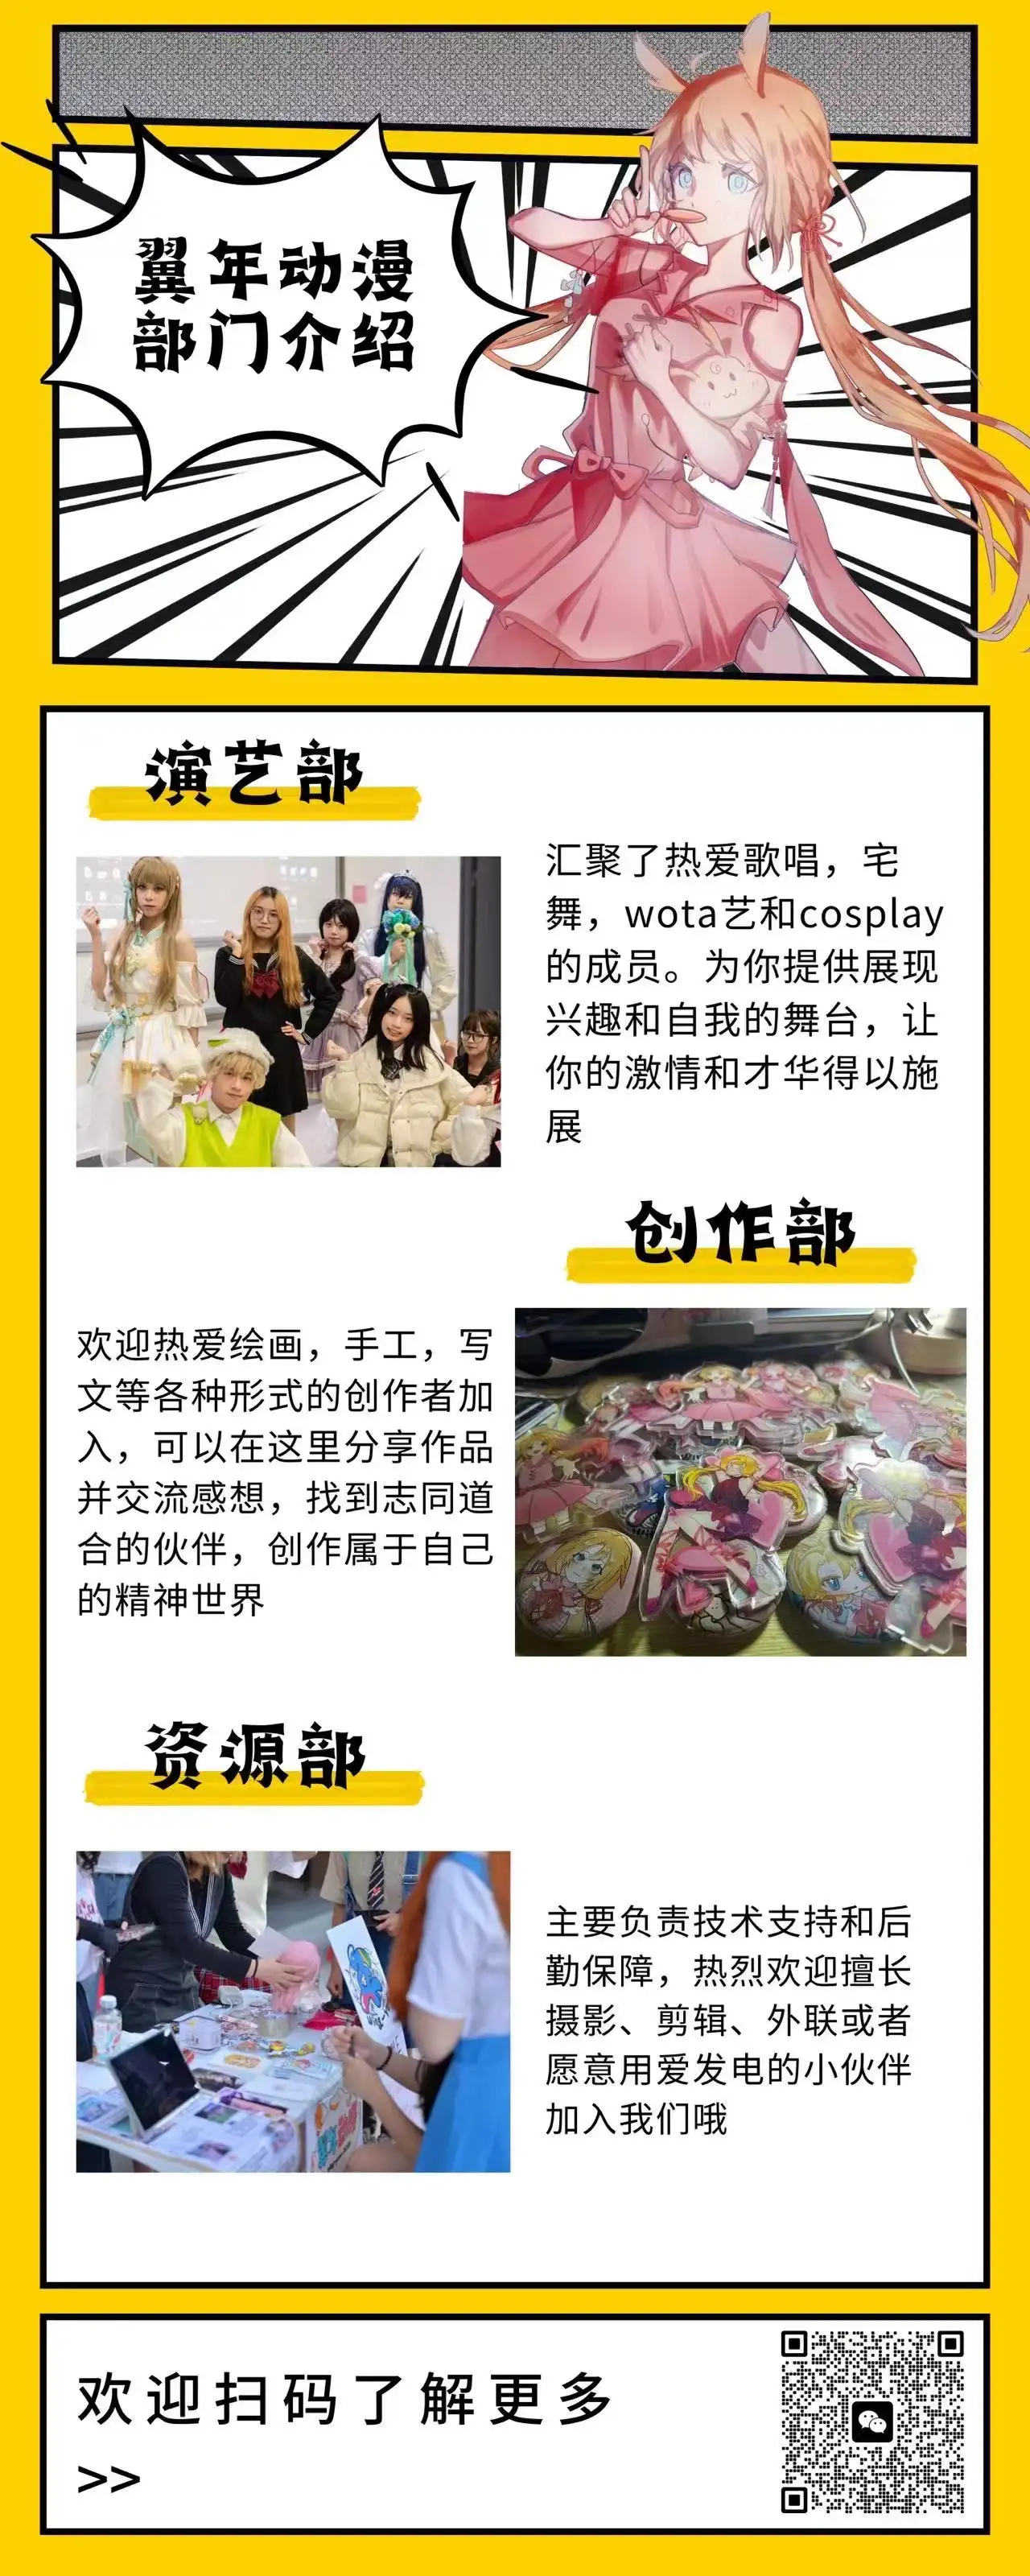 翼年动漫
部门介绍
演艺部
汇聚了热爱歌唱，宅
舞，wota艺和cosplay
的成员。为你提供展现
兴趣和自我的舞台，让
你的激情和才华得以施
展
创作部
欢迎热爱绘画，手工，写
文等各种形式的创作者加
入，可以在这里分享作品
并交流感想，找到志同道
合的伙伴，创作属于自己
的精神世界
资源部
主要负责技术支持和后
勤保障，热烈欢迎擅长
摄影、剪辑、外联或者
愿意用爱发电的小伙伴
加入我们哦
欢迎扫码了解更多
>>